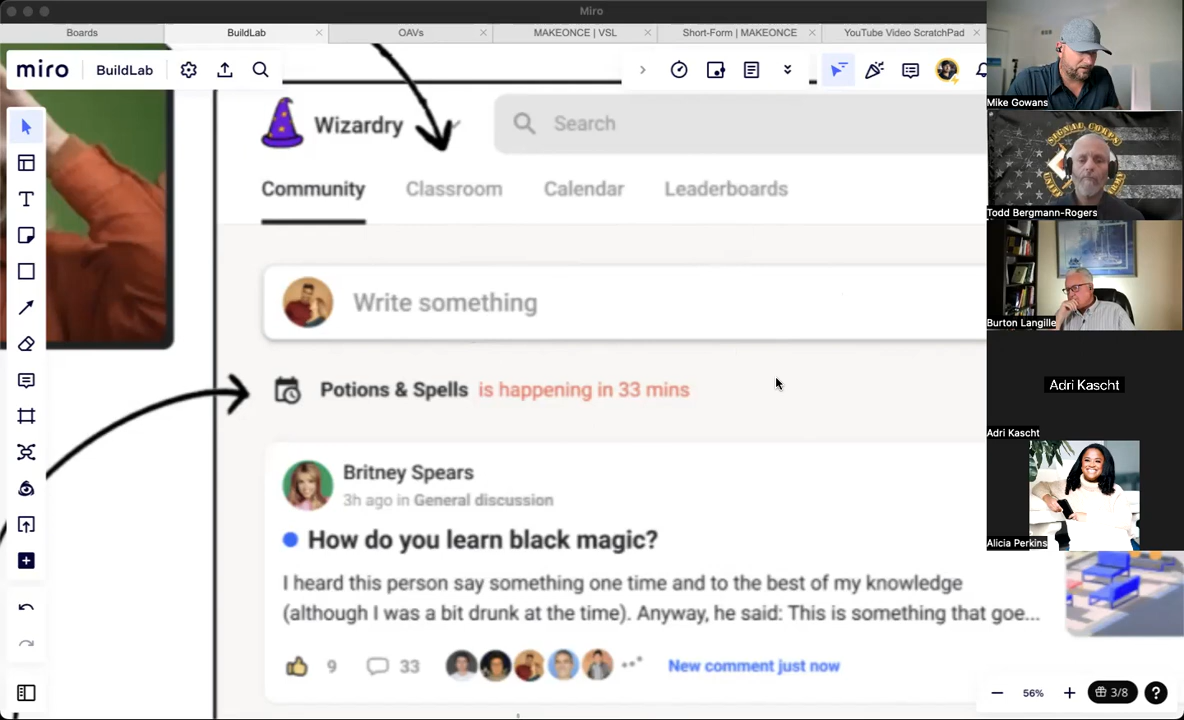 Miro
Boards
BuildLab
OAVs
MAKEONCE | VSL
Short-Form | MAKEONCE
YouTube Video ScratchPad
miro
BuildLab
Wizardry
Search
Community
Classroom
Calendar
Leaderboards
Write something
Potions & Spells is happening in 33 mins
Britney Spears
3h ago in General discussion
How do you learn black magic?
I heard this person say something one time and to the best of my knowledge
(although I was a bit drunk at the time). Anyway, he said: This is something that goe...
9
33
New comment just now
56%
3/8
?
Mike Gowans
SIGNAL CORPS
Todd Bergmann-Rogers
Burton Langille
Adri Kascht
Adri Kascht
Alicia Perkins